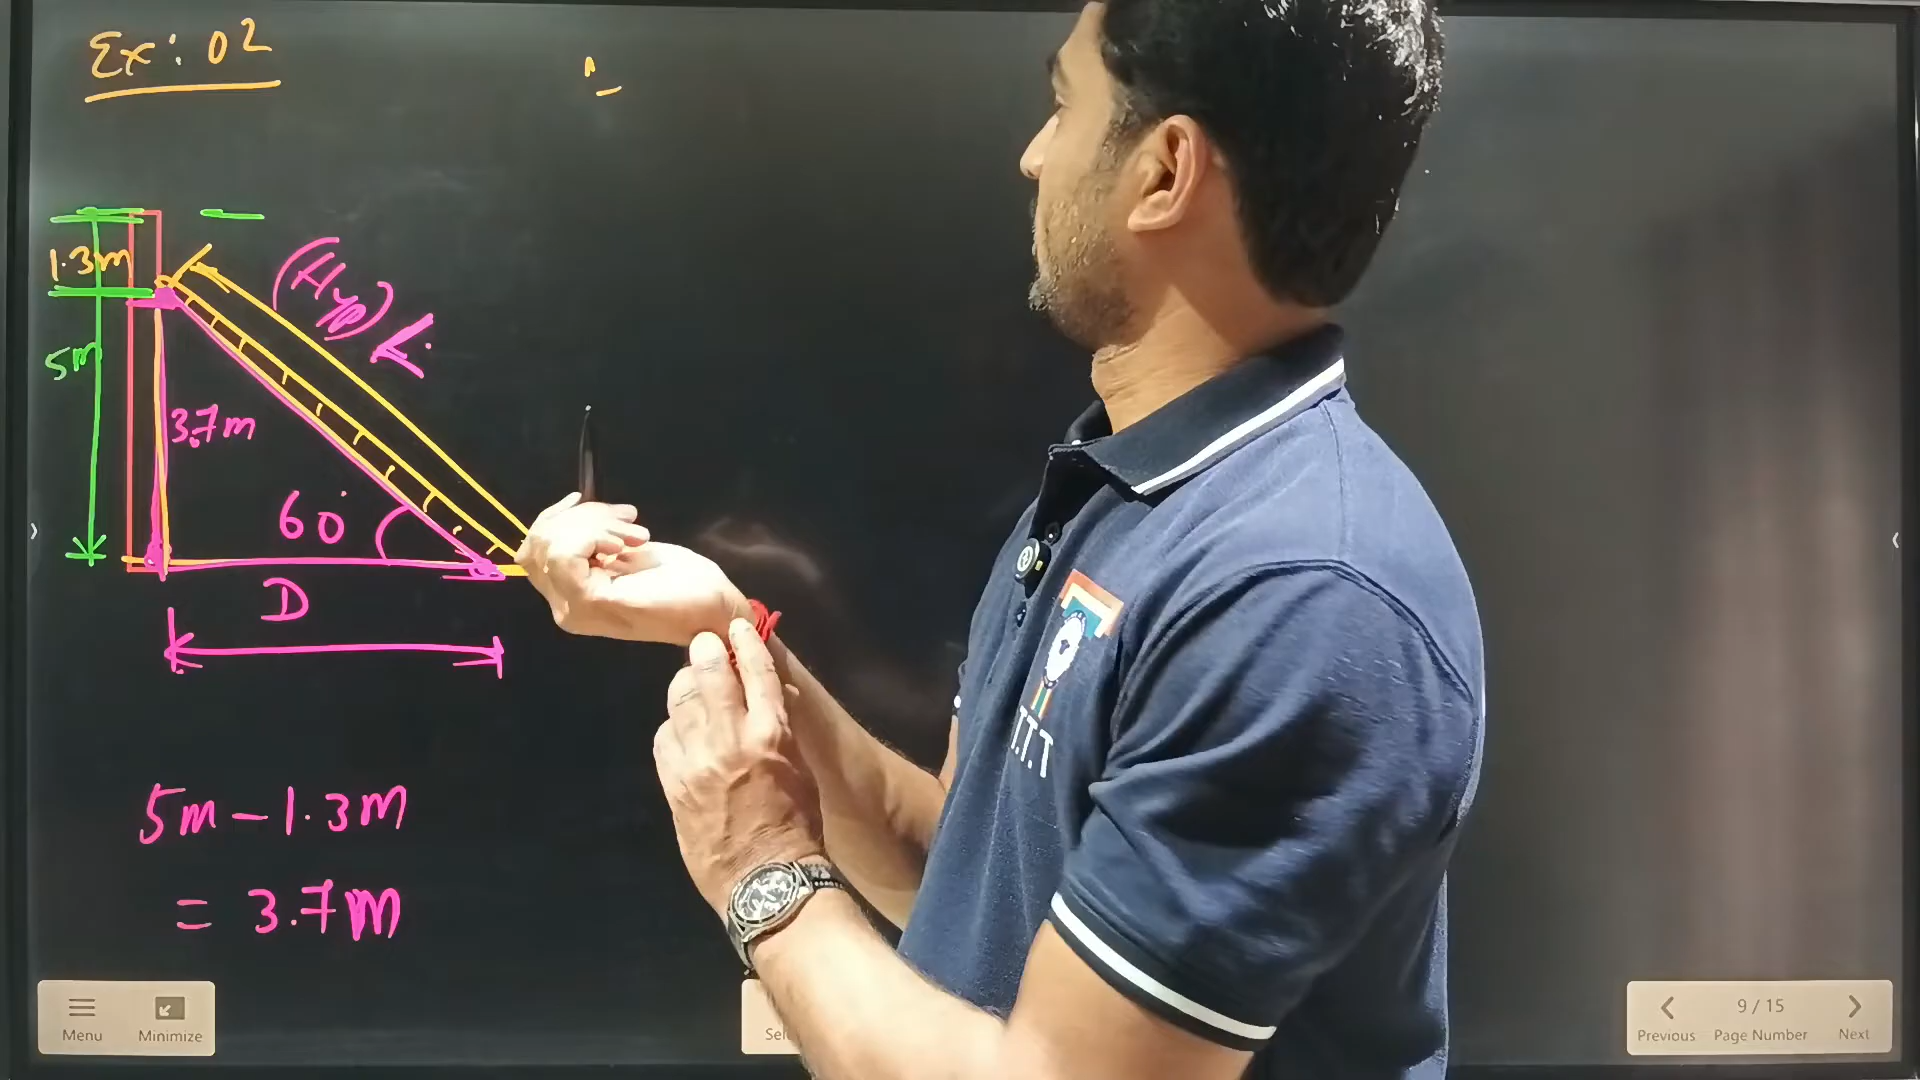 Ex: 02
1.3m
(Hyp) L
5m
3.7m
60°
D
5m - 1.3m
= 3.7m
T.T.T
Menu
Minimize
9 / 15
Previous
Page Number
Next